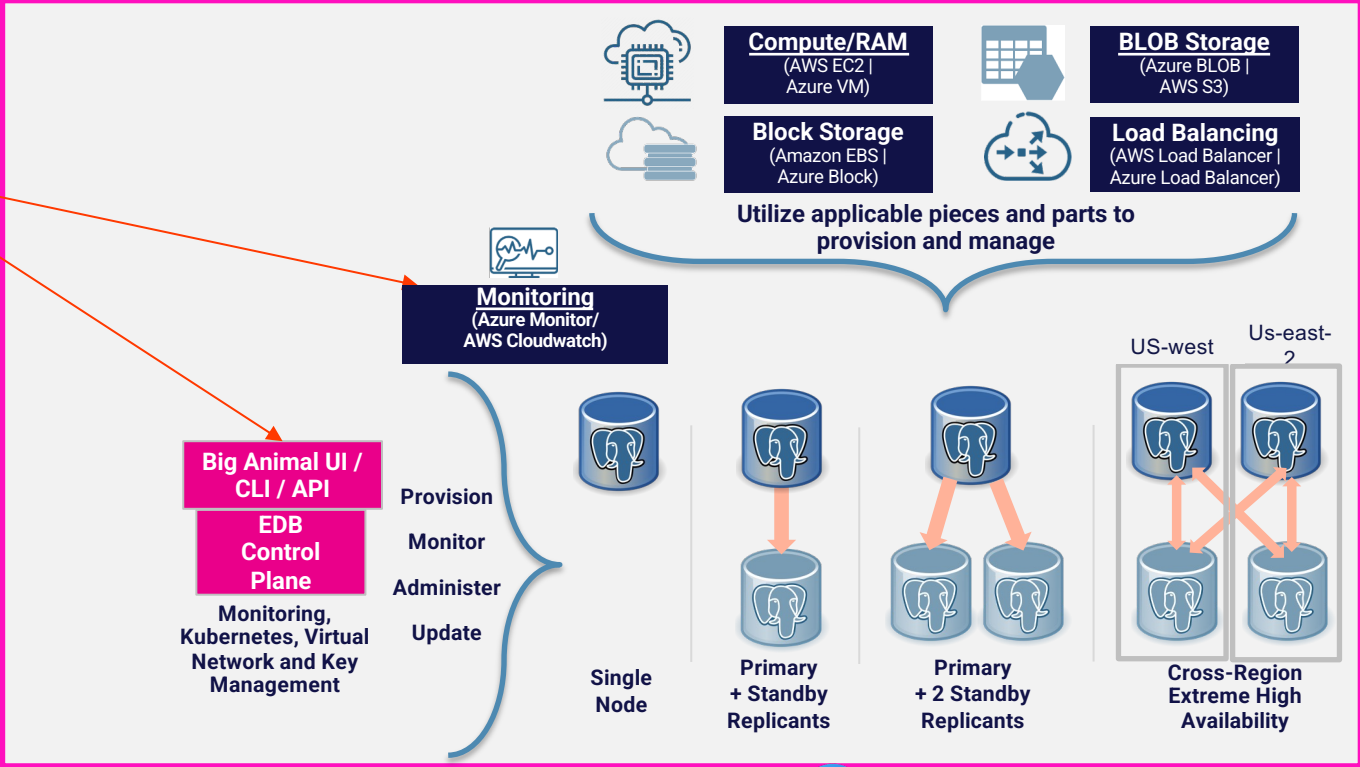 Compute/RAM
(AWS EC2 |
Azure VM)
BLOB Storage
(Azure BLOB |
AWS S3)
Block Storage
(Amazon EBS |
Azure Block)
Load Balancing
(AWS Load Balancer |
Azure Load Balancer)
Utilize applicable pieces and parts to
provision and manage
Monitoring
(Azure Monitor/
AWS Cloudwatch)
US-west
Us-east-
2
Big Animal UI /
CLI / API
EDB
Control
Plane
Monitoring,
Kubernetes, Virtual
Network and Key
Management
Provision
Monitor
Administer
Update
Single
Node
Primary
+ Standby
Replicants
Primary
+ 2 Standby
Replicants
Cross-Region
Extreme High
Availability